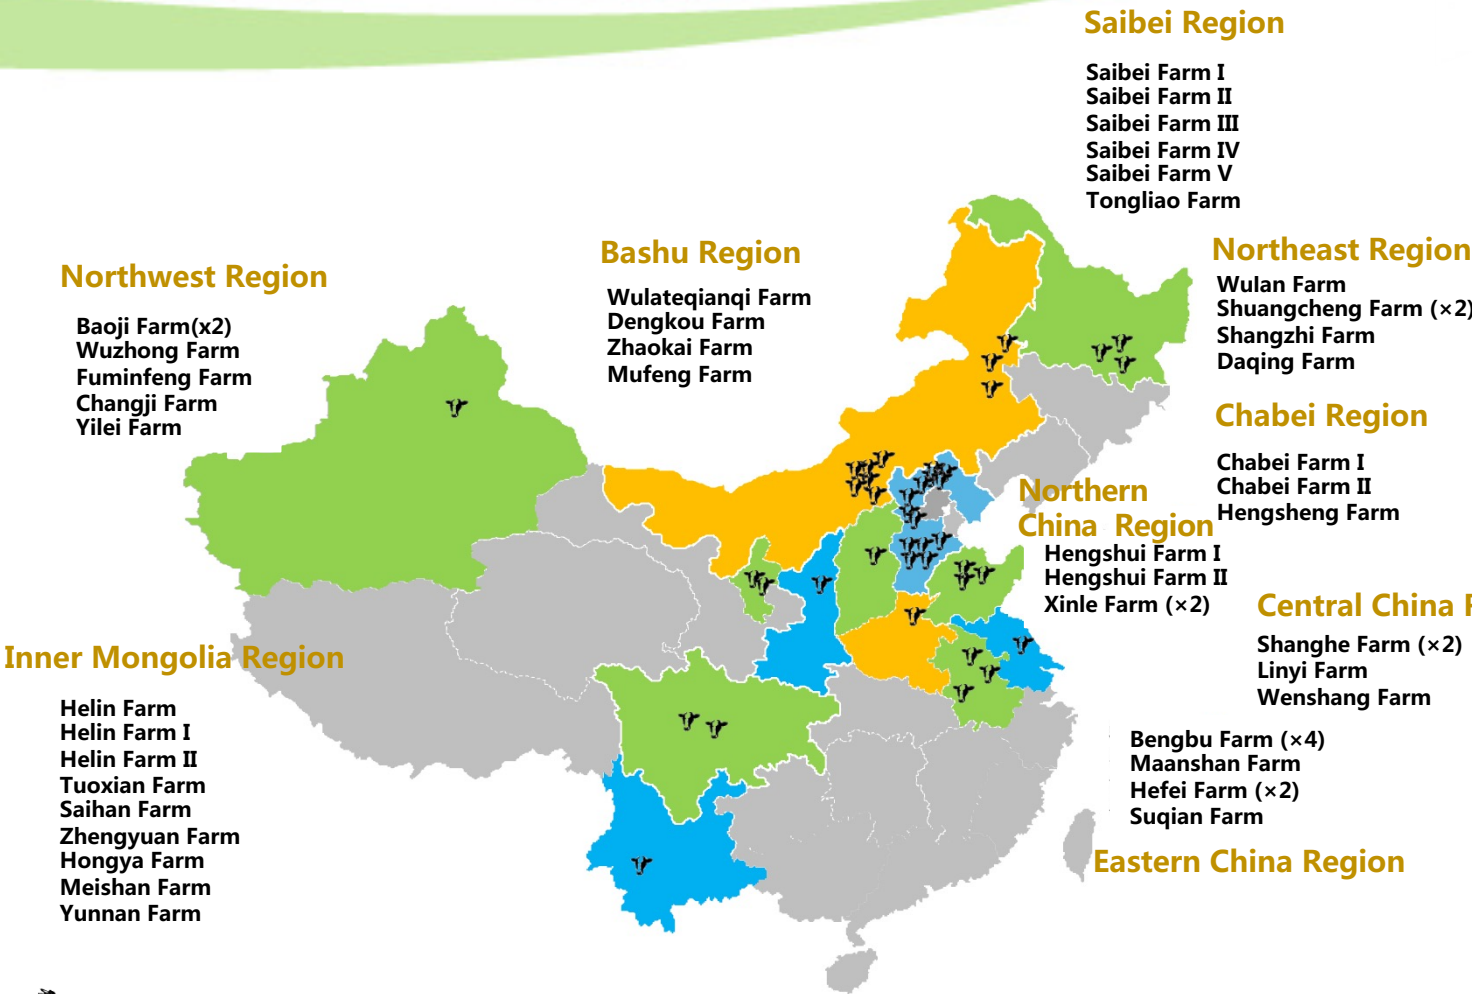 Saibei Region
Saibei Farm I
Saibei Farm II
Saibei Farm III
Saibei Farm IV
Saibei Farm V
Tongliao Farm
Northwest Region
Baoji Farm(x2)
Wuzhong Farm
Fuminfeng Farm
Changji Farm
Yilei Farm
Bashu Region
Wulateqianqi Farm
Dengkou Farm
Zhaokai Farm
Mufeng Farm
Northeast Region
Wulan Farm
Shuangcheng Farm (×2)
Shangzhi Farm
Daqing Farm
Chabei Region
Chabei Farm I
Chabei Farm II
Hengsheng Farm
Northern
China Region
Hengshui Farm I
Hengshui Farm II
Xinle Farm (×2)
Central China
Shanghe Farm (×2)
Linyi Farm
Wenshang Farm
Inner Mongolia Region
Helin Farm
Helin Farm I
Helin Farm II
Tuoxian Farm
Saihan Farm
Zhengyuan Farm
Hongya Farm
Meishan Farm
Yunnan Farm
Bengbu Farm (×4)
Maanshan Farm
Hefei Farm (×2)
Suqian Farm
Eastern China Region